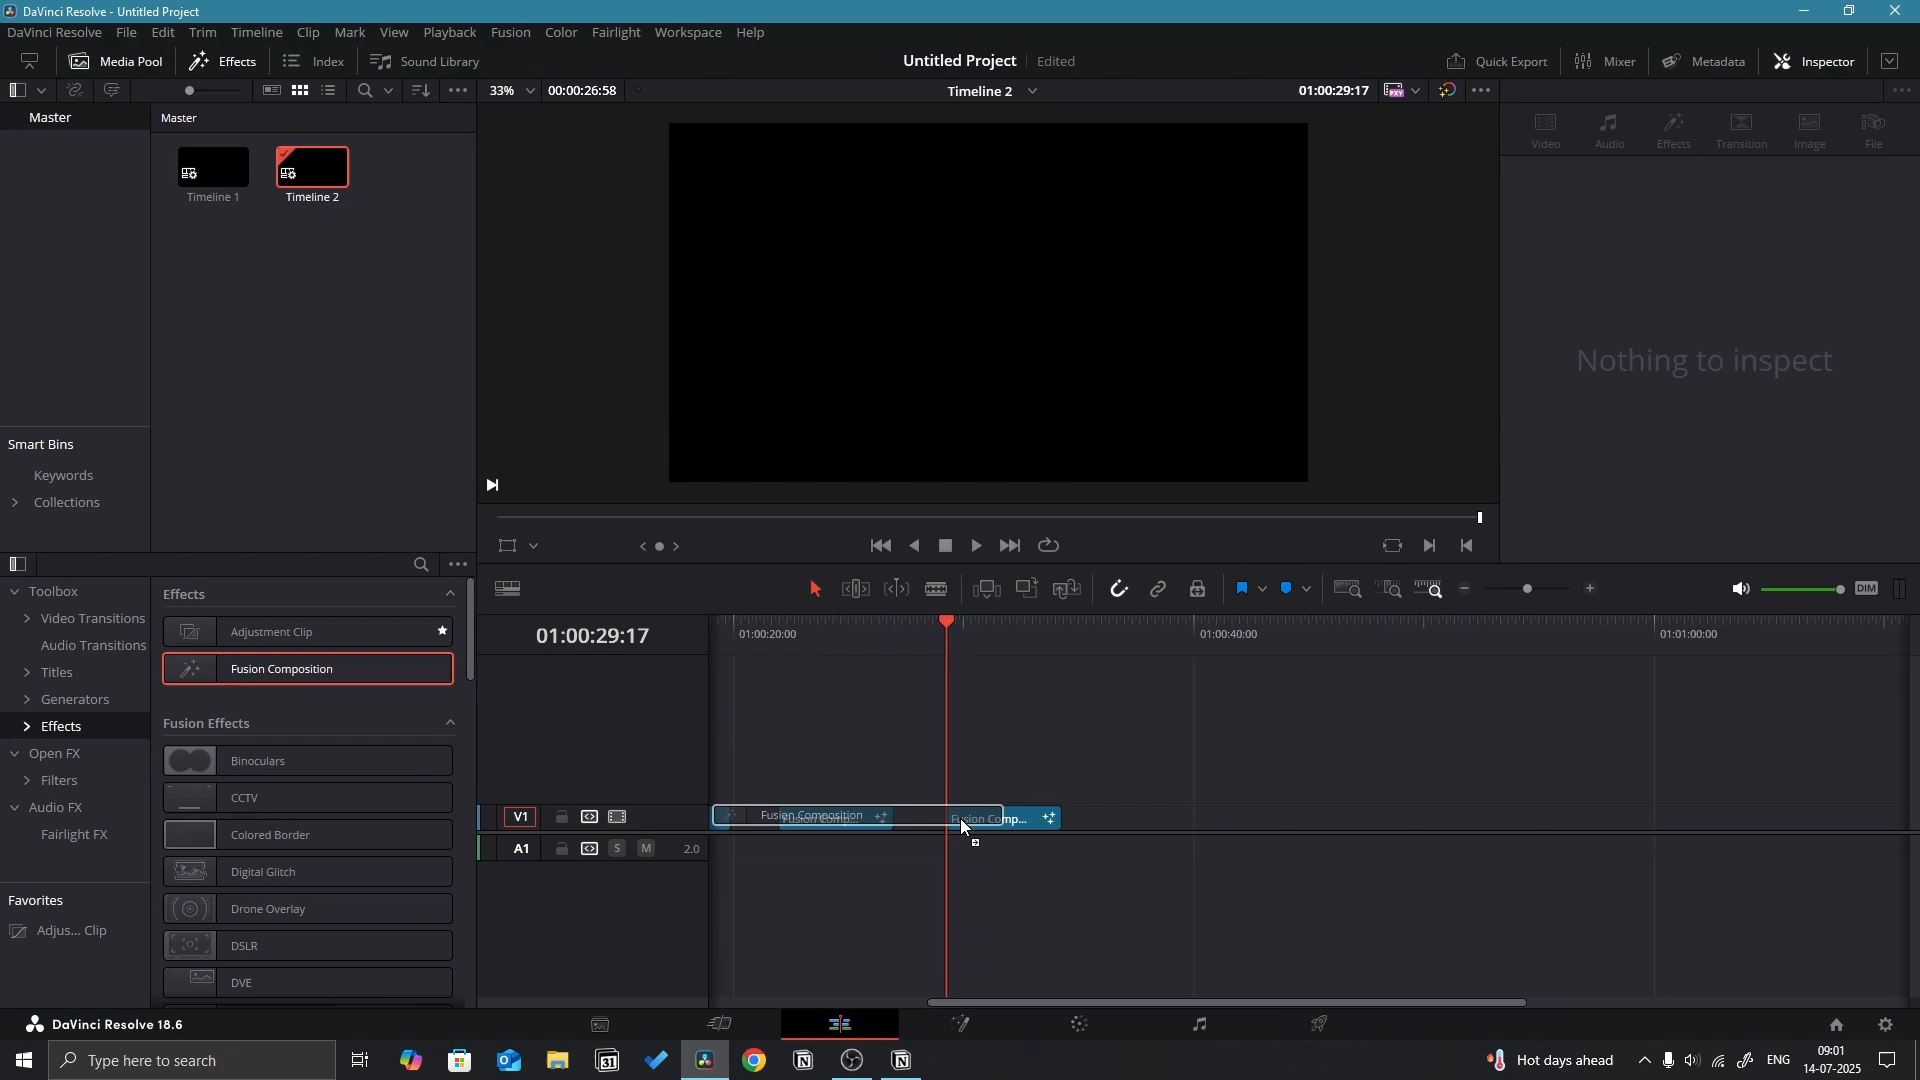 DaVinci Resolve - Untitled Project
DaVinci Resolve File Edit Trim Timeline Clip Mark View Playback Fusion Color Fairlight Workspace Help
Media Pool Effects Index Sound Library
Untitled Project Edited
Quick Export Mixer Metadata Inspector
33% 00:00:26:58 Timeline 2 01:00:29:17
Master
Master
Timeline 1
Timeline 2
Video Audio Effects Transition Image File
Nothing to inspect
Smart Bins
Keywords
Collections
Toolbox
Video Transitions
Audio Transitions
Titles
Generators
Effects
Open FX
Filters
Audio FX
Fairlight FX
Favorites
Adjus... Clip
Effects
Adjustment Clip
Fusion Composition
Fusion Effects
Binoculars
CCTV
Colored Border
Digital Glitch
Drone Overlay
DSLR
DVE
DIM
01:00:29:17
01:00:20:00 01:00:40:00 01:01:00:00
V1
Fusion Composition
Fusion Comp...
Fusion Comp...
A1 S M 2.0
DaVinci Resolve 18.6
Type here to search
31
Hot days ahead
ENG
09:01
14-07-2025